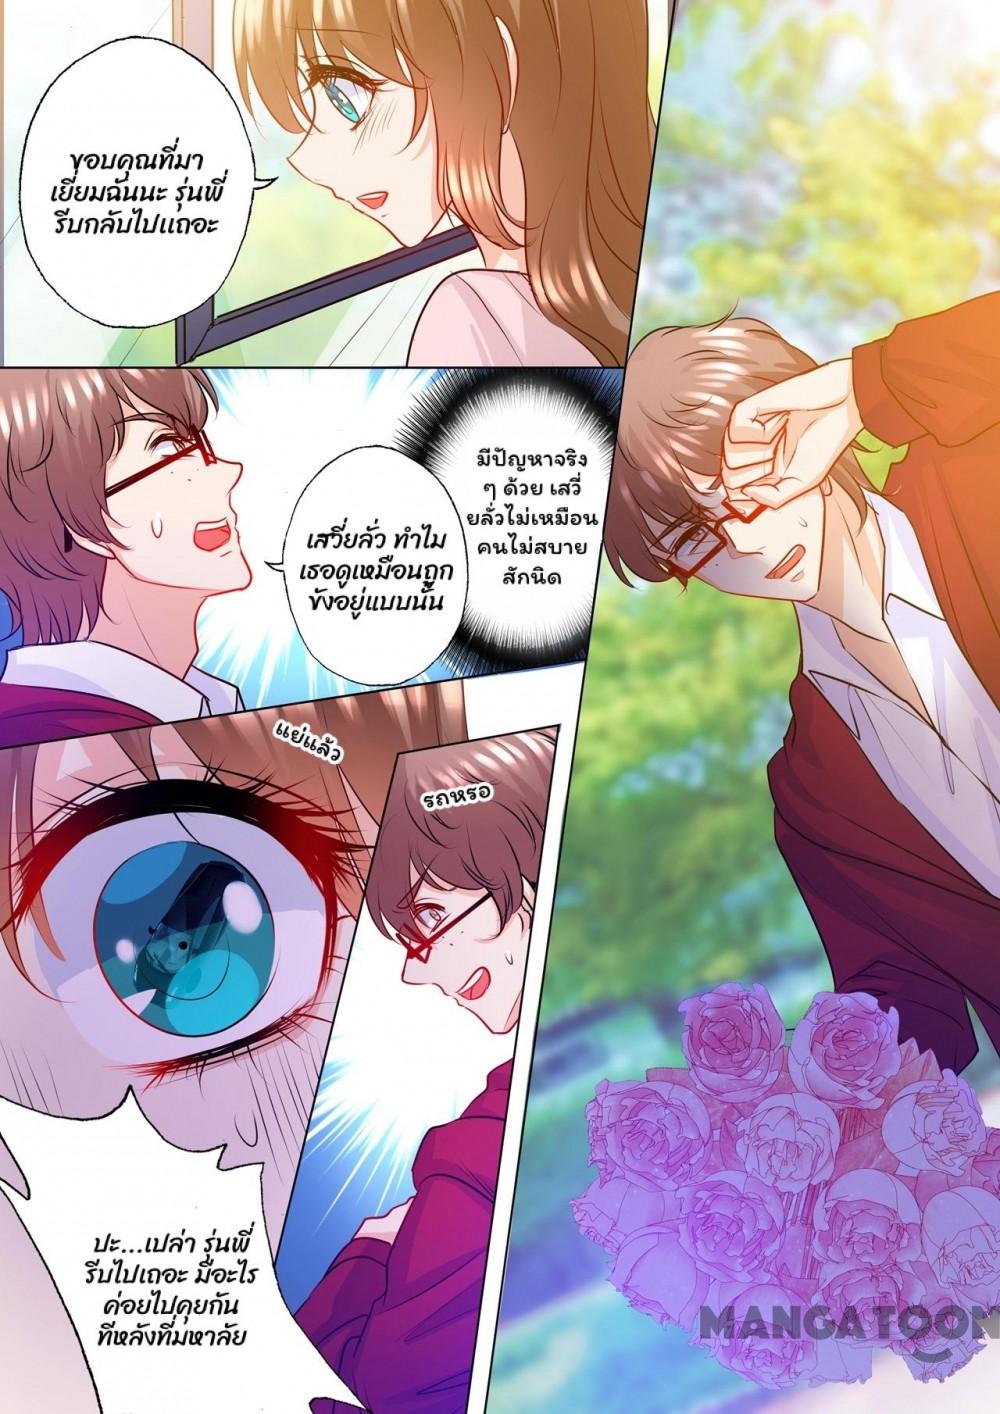 ขอบคุณที่มา
เยี่ยมฉันนะ รุ่นพี่
รีบกลับไปเเถอะ
มีปัญหาจริง
ๆ ด้วย เสวี่
ยลั่วไม่เหมือน
คนไม่สบาย
สักนิด
เสวี่ยลั่ว ทำไม
เธอดูเหมือนถูก
ขังอยู่แบบนั้น
แย่แล้ว
รถหรอ
ปะ...เปล่า รุ่นพี่
รีบไปเถอะ มีอะไร
ค่อยไปคุยกัน
ทีหลังที่มหาลัย
MANGATOON